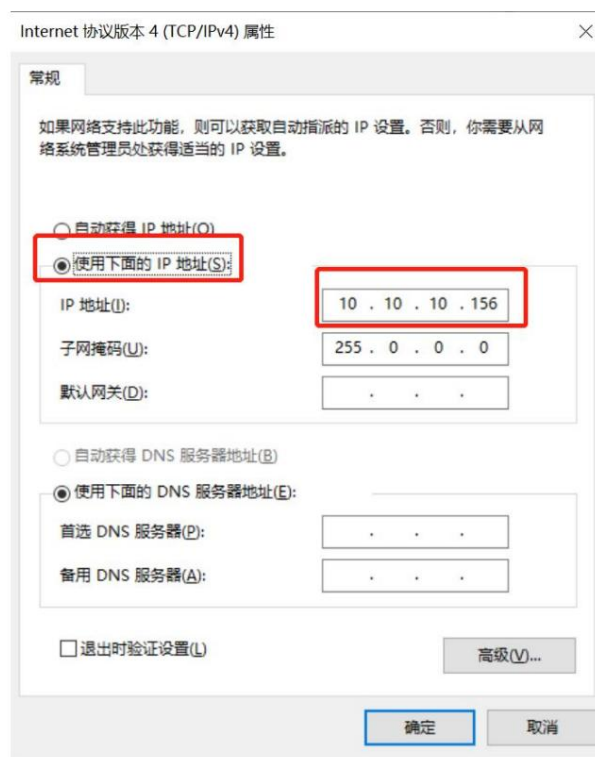 Internet 协议版本 4 (TCP/IPv4) 属性
常规
如果网络支持此功能，则可以获取自动指派的 IP 设置。否则，你需要从网
络系统管理员处获得适当的 IP 设置。
自动获得 IP 地址(O)
使用下面的 IP 地址(S):
IP 地址(I): 10 . 10 . 10 . 156
子网掩码(U): 255 . 0 . 0 . 0
默认网关(D): . . .
自动获得 DNS 服务器地址(B)
使用下面的 DNS 服务器地址(E):
首选 DNS 服务器(P): . . .
备用 DNS 服务器(A): . . .
退出时验证设置(L)
高级(V)...
确定 取消